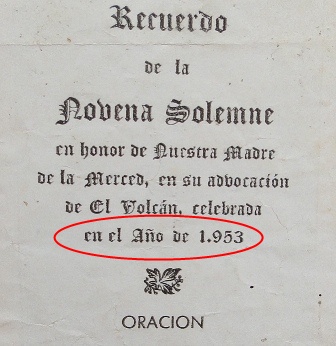 Recuerdo
de la
Novena Solemne
en honor de Nuestra Madre
de la Merced, en su advocación
de El Volcán, celebrada
en el Año de 1.953
ORACION